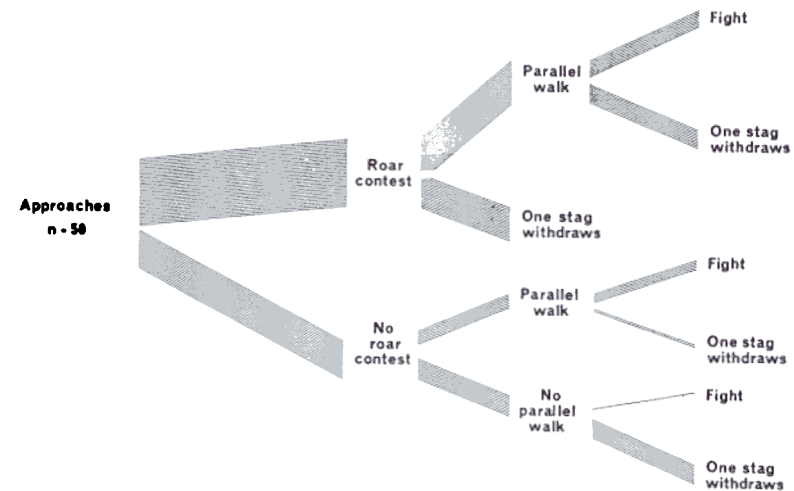 Fight
Parallel
walk
One stag
withdraws
Roar
contest
One stag
withdraws
Approaches
n - 50
Fight
Parallel
walk
One stag
withdraws
No
roar
contest
Fight
No
parallel
walk
One stag
withdraws